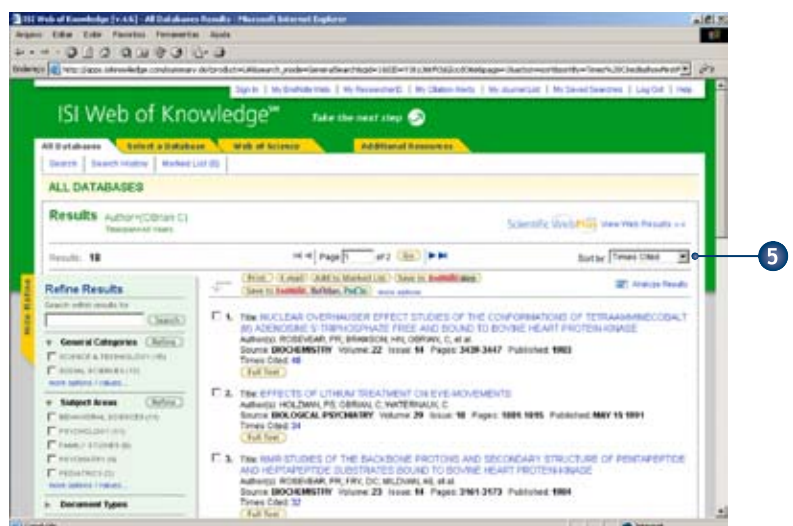 ISI Web of Knowledge [v.4.6] - All Databases Results - Microsoft Internet Explorer
Arquivo Editar Exibir Favoritos Ferramentas Ajuda
Endereço
Sign In | My EndNote Web | My ResearcherID | My Citation Alerts | My Journal List | My Saved Searches | Log Out | Help
ISI Web of Knowledge℠ Take the next step
All Databases Select a Database Web of Science Additional Resources
Search Search History Marked List (0)
ALL DATABASES
Results Author=(OBrian C)
Timespan=All Years
Scientific WebPlus View Web Results >>
Results: 18 Page 1 of 2 Go Sort by: Times Cited
5
Hide Refine
Refine Results
Search within results for
Search
General Categories Refine
SCIENCE & TECHNOLOGY
SOCIAL SCIENCES
more options / values...
Subject Areas Refine
BEHAVIORAL SCIENCES
PSYCHOLOGY
FAMILY STUDIES
PSYCHIATRY
PEDIATRICS
more options / values...
Document Types
Print E-mail Add to Marked List Save to EndNote Web
Save to EndNote, RefMan, ProCite more options
Analyze Results
1. Title: NUCLEAR OVERHAUSER EFFECT STUDIES OF THE CONFORMATIONS OF TETRAAMMINECOBALT
(III) ADENOSINE 5'-TRIPHOSPHATE FREE AND BOUND TO BOVINE HEART PROTEIN-KINASE
Author(s): ROSEVEAR, PR, BRAMSON, HN, OBRIAN, C, et al.
Source: BIOCHEMISTRY Volume: 22 Issue: 14 Pages: 3439-3447 Published: 1983
Times Cited: 48
Full Text
2. Title: EFFECTS OF LITHIUM TREATMENT ON EYE-MOVEMENTS
Author(s): HOLZMAN, PS, OBRIAN, C, WATERNAUX, C
Source: BIOLOGICAL PSYCHIATRY Volume: 29 Issue: 10 Pages: 1001-1015 Published: MAY 15 1991
Times Cited: 34
Full Text
3. Title: NMR-STUDIES OF THE BACKBONE PROTONS AND SECONDARY STRUCTURE OF PENTAPEPTIDE
AND HEPTAPEPTIDE SUBSTRATES BOUND TO BOVINE HEART PROTEIN-KINASE
Author(s): ROSEVEAR, PR, FRY, DC, MILDVAN, AS, et al.
Source: BIOCHEMISTRY Volume: 23 Issue: 14 Pages: 3161-3173 Published: 1984
Times Cited: 32
Full Text
Internet